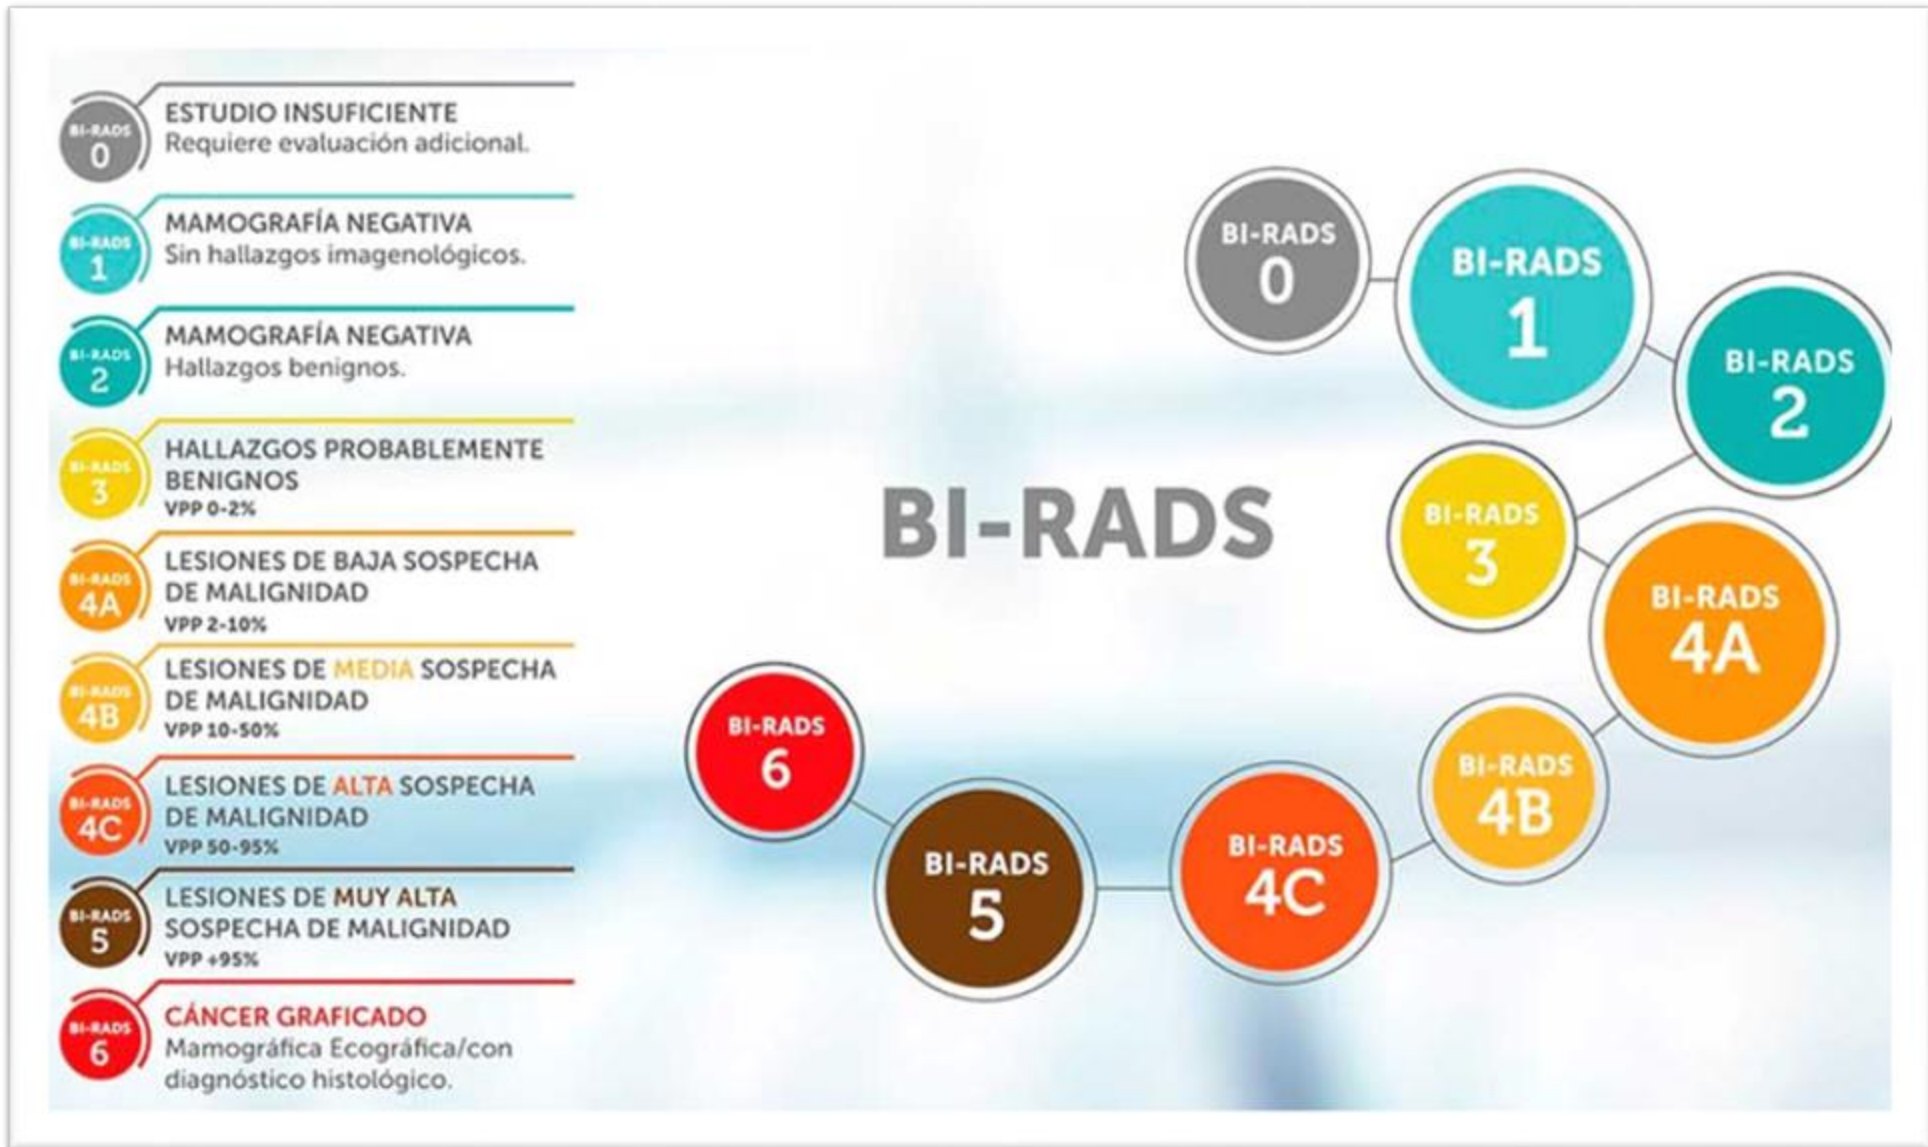 BI-RADS
0
ESTUDIO INSUFICIENTE
Requiere evaluación adicional.
BI-RADS
1
MAMOGRAFÍA NEGATIVA
Sin hallazgos imagenológicos.
BI-RADS
2
MAMOGRAFÍA NEGATIVA
Hallazgos benignos.
BI-RADS
3
HALLAZGOS PROBABLEMENTE
BENIGNOS
VPP 0-2%
BI-RADS
4A
LESIONES DE BAJA SOSPECHA
DE MALIGNIDAD
VPP 2-10%
BI-RADS
4B
LESIONES DE MEDIA SOSPECHA
DE MALIGNIDAD
VPP 10-50%
BI-RADS
4C
LESIONES DE ALTA SOSPECHA
DE MALIGNIDAD
VPP 50-95%
BI-RADS
5
LESIONES DE MUY ALTA
SOSPECHA DE MALIGNIDAD
VPP +95%
BI-RADS
6
CÁNCER GRAFICADO
Mamográfica Ecográfica/con
diagnóstico histológico.
BI-RADS
BI-RADS
0
BI-RADS
1
BI-RADS
2
BI-RADS
3
BI-RADS
4A
BI-RADS
4B
BI-RADS
4C
BI-RADS
5
BI-RADS
6